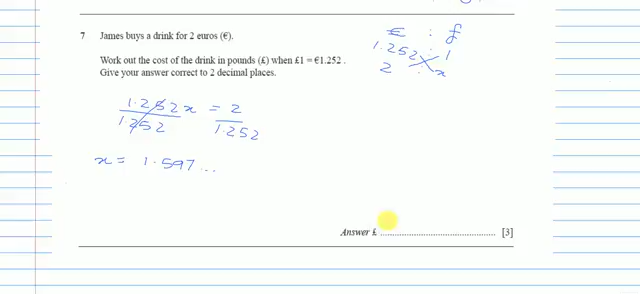 7 James buys a drink for 2 euros (€).
€ : £
1.252 : 1
2 : x
Work out the cost of the drink in pounds (£) when £1 = €1.252 .
Give your answer correct to 2 decimal places.
1.252x = 2
1.252 1.252
x = 1.597...
Answer £ ................................................ [3]